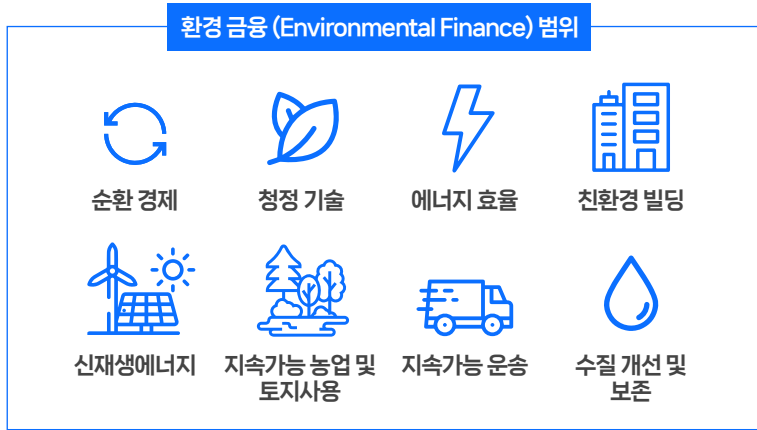 환경 금융 (Environmental Finance) 범위
순환 경제
청정 기술
에너지 효율
친환경 빌딩
신재생에너지
지속가능 농업 및
토지사용
지속가능 운송
수질 개선 및
보존